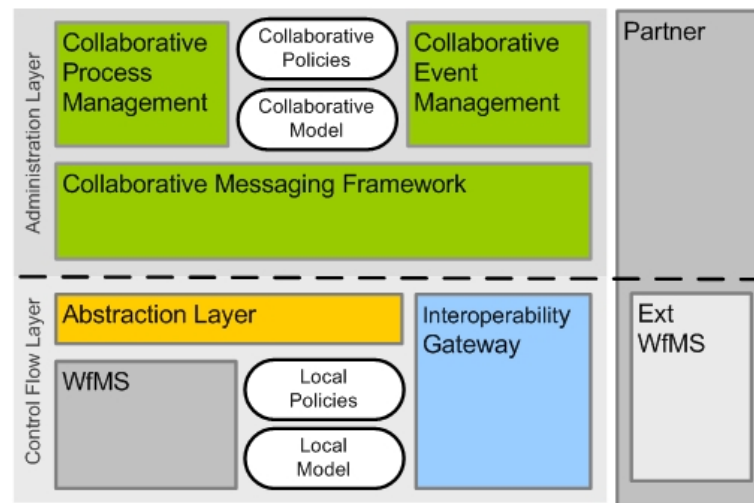 Administration Layer
Collaborative
Process
Management
Collaborative
Policies
Collaborative
Model
Collaborative
Event
Management
Collaborative Messaging Framework
Partner
Control Flow Layer
Abstraction Layer
WfMS
Local
Policies
Local
Model
Interoperability
Gateway
Ext
WfMS